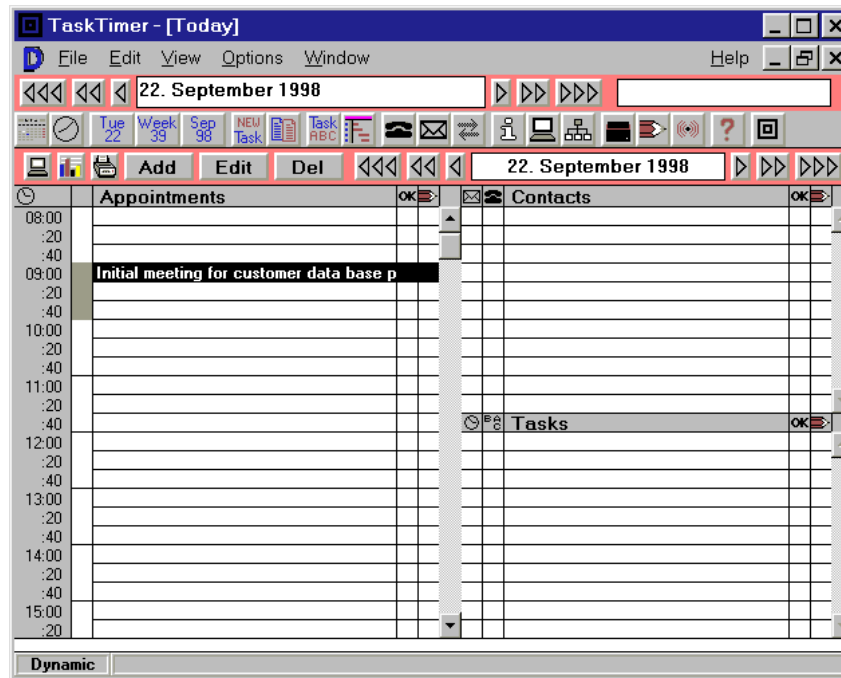 TaskTimer - [Today]
File Edit View Options Window Help
22. September 1998
Tue 22 Week 39 Sep 98 NEW Task Task ABC
Add Edit Del 22. September 1998
Appointments OK Contacts OK
08:00
:20
:40
09:00 Initial meeting for customer data base p
:20
:40
10:00
:20
:40
11:00
:20
:40 B A C Tasks OK
12:00
:20
:40
13:00
:20
:40
14:00
:20
:40
15:00
:20
Dynamic